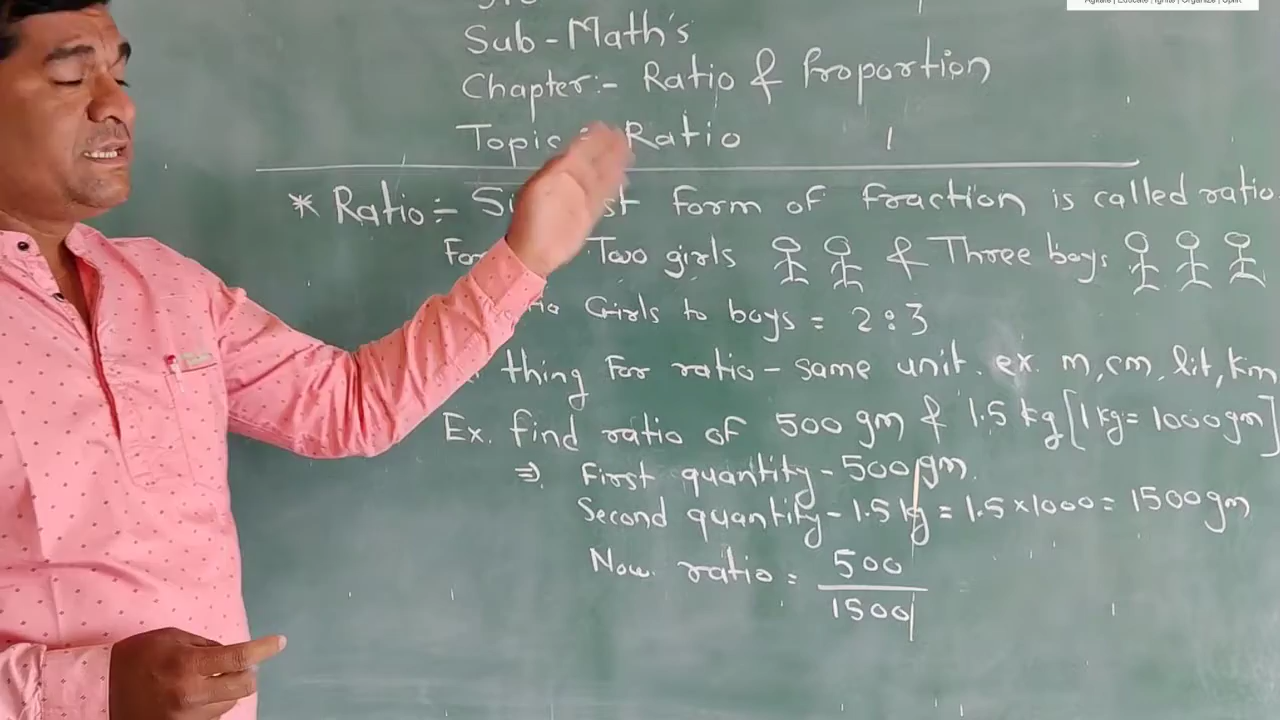 Sub - Math's
Chapter:- Ratio & Proportion
Topic:- Ratio
* Ratio:- form of fraction is called ratio
Two girls & Three boys
Girls to boys = 2:3
thing for ratio - same unit. ex. m, cm, lit, km
Ex. find ratio of 500 gm & 1.5 kg [1 kg = 1000 gm]
⇒ First quantity - 500 gm.
Second quantity - 1.5 kg = 1.5 × 1000 = 1500 gm
Now ratio = 500
1500